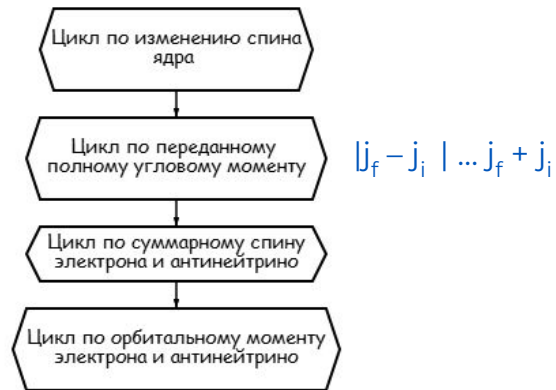 Цикл по изменению спина
ядра
Цикл по переданному
полному угловому моменту
|j_f – j_i | ... j_f + j_i
Цикл по суммарному спину
электрона и антинейтрино
Цикл по орбитальному моменту
электрона и антинейтрино